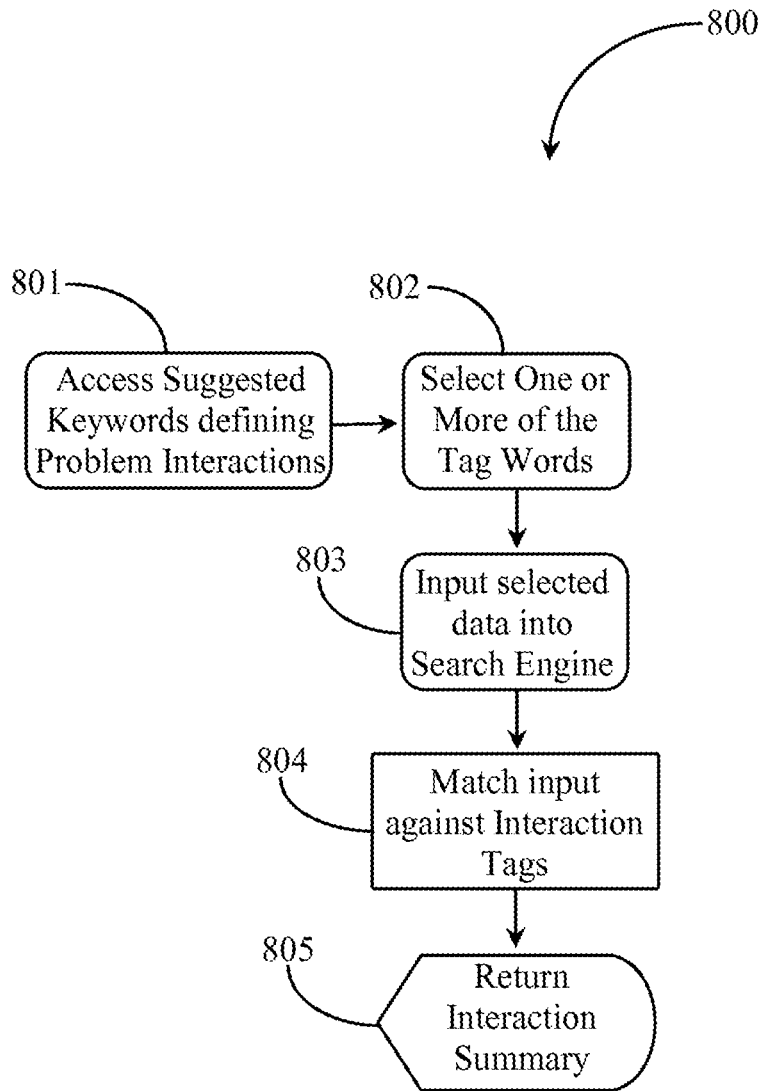 800
801
802
Access Suggested
Keywords defining
Problem Interactions
Select One or
More of the
Tag Words
803
Input selected
data into
Search Engine
804
Match input
against Interaction
Tags
805
Return
Interaction
Summary